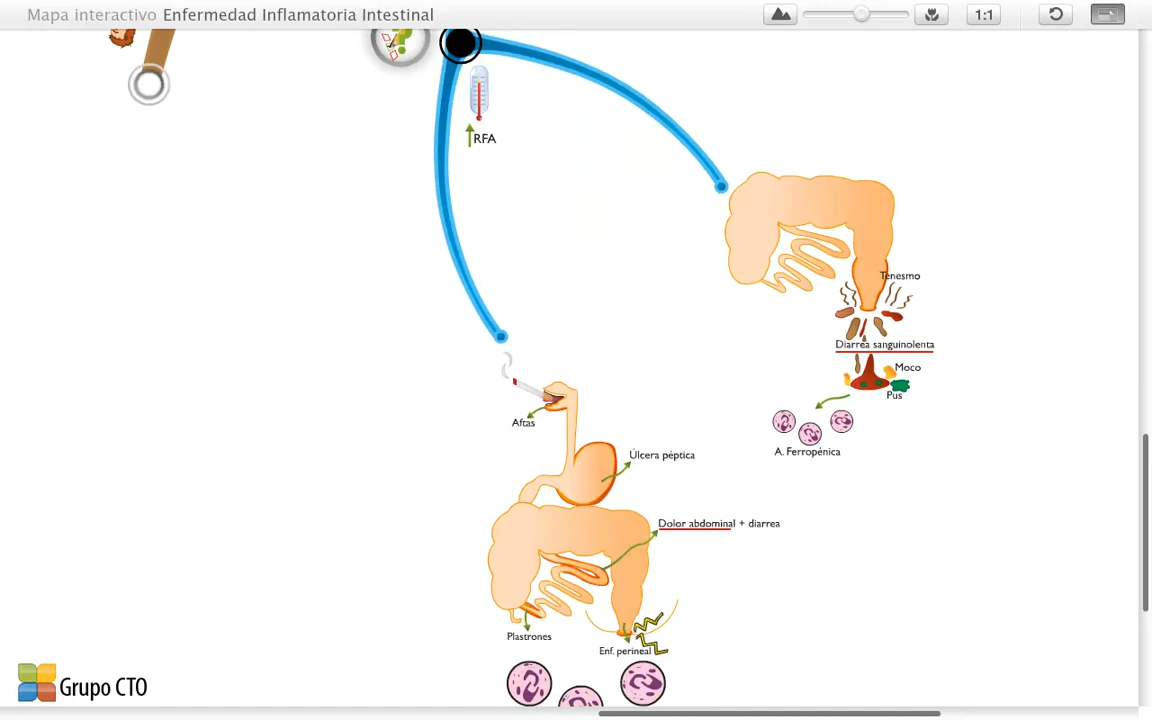 Mapa interactivo Enfermedad Inflamatoria Intestinal
1:1
RFA
Tenesmo
Diarrea sanguinolenta
Moco
Pus
A. Ferropénica
Aftas
Úlcera péptica
Dolor abdominal + diarrea
Plastrones
Enf. perineal
Grupo CTO